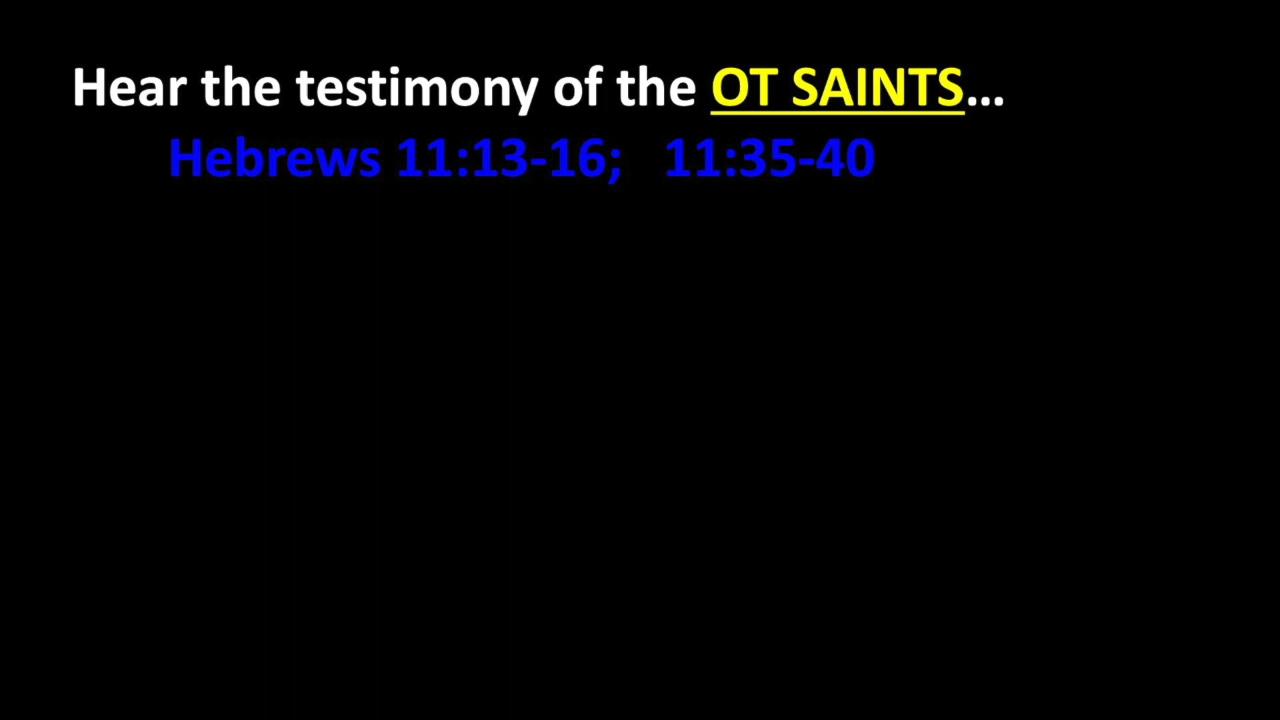 Hear the testimony of the OT SAINTS...
Hebrews 11:13-16;   11:35-40